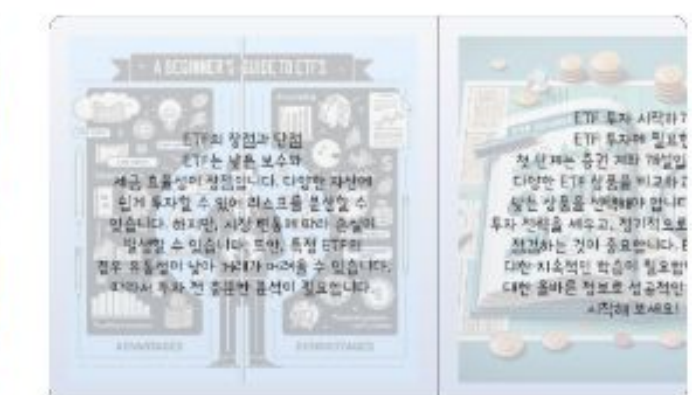 A BEGINNER'S GUIDE TO ETFS
ETF의 장점과 단점
ETF는 낮은 보수와
세금 효율성이 장점입니다. 다양한 자산에
쉽게 투자할 수 있어 리스크를 분산할 수
있습니다. 하지만, 시장 변동에 따라 손실이
발생할 수 있습니다. 또한, 특정 ETF의
경우 유동성이 낮아 거래가 어려울 수 있습니다.
따라서 투자 전 충분한 분석이 필요합니다.
ADVANTAGES
ETF 투자 시작하기
ETF 투자에 필요한
첫 단계는 증권 계좌 개설입
다양한 ETF 상품을 비교하고
맞는 상품을 선택해야 합니다
투자 전략을 세우고, 정기적으로
점검하는 것이 중요합니다. E
대한 지속적인 학습이 필요합
대한 올바른 정보로 성공적인
시작해 보세요!